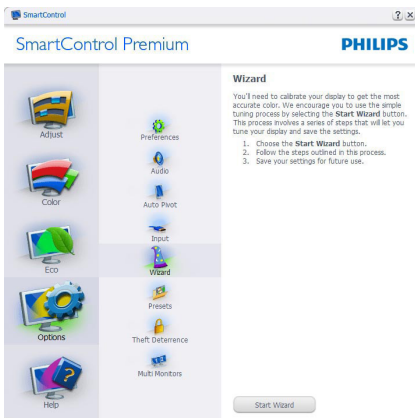 SmartControl
SmartControl Premium
PHILIPS
Adjust
Color
Eco
Options
Help
Preferences
Audio
Auto Pivot
Input
Wizard
Presets
Theft Deterrence
Multi Monitors
Wizard
You'll need to calibrate your display to get the most
accurate color. We encourage you to use the simple
tuning process by selecting the Start Wizard button.
This process involves a series of steps that will let you
tune your display and save the settings.
1. Choose the Start Wizard button.
2. Follow the steps outlined in this process.
3. Save your settings for future use.
Start Wizard